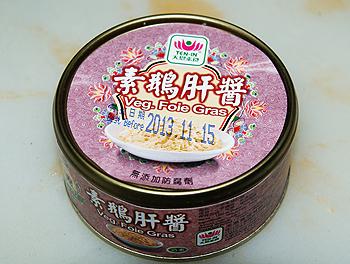 TEN-IN
天恩素食
素鵝肝醬
Veg. Foie Gras
日期
Best Before 2013.11.15
無添加防腐劑
素鵝肝醬
Veg. Foie Gras